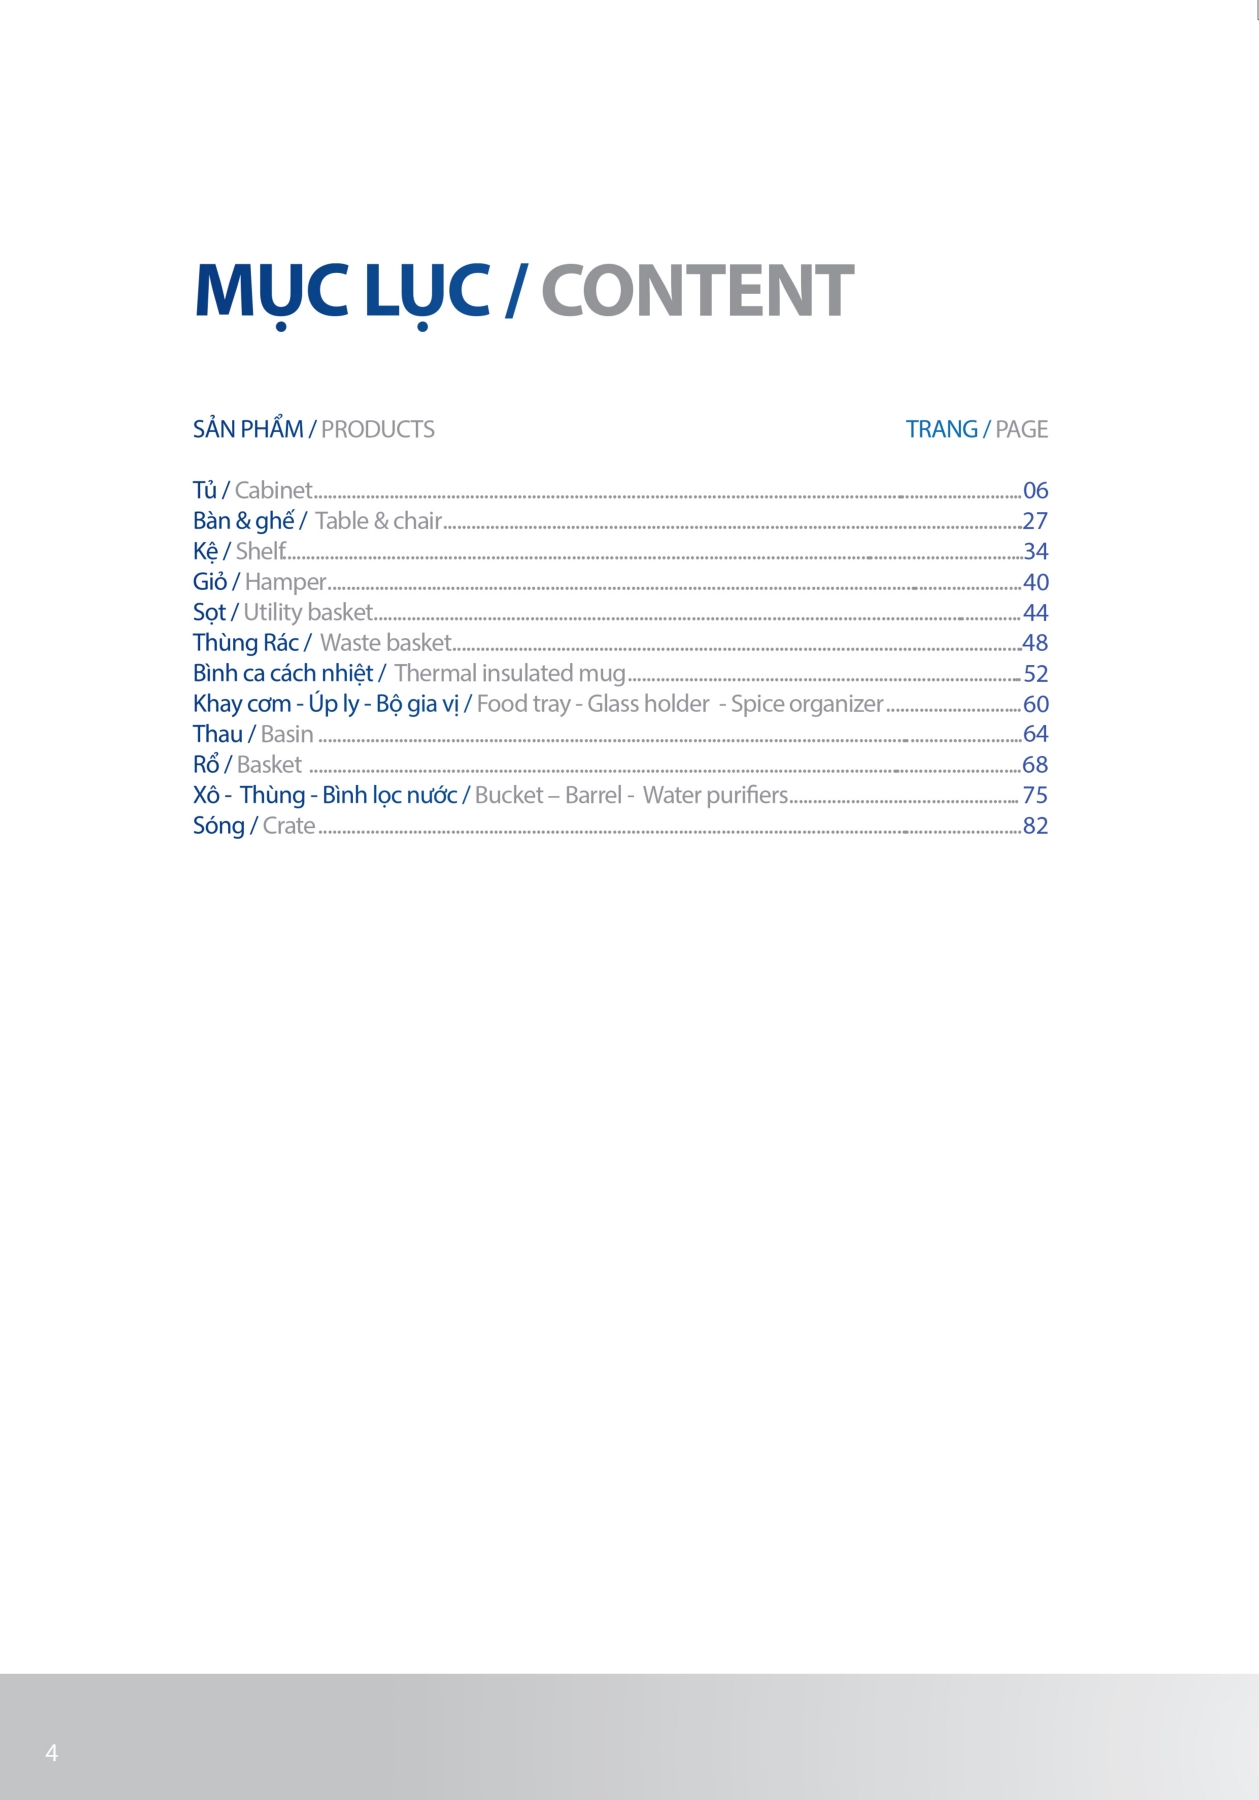 MỤC LỤC / CONTENT
SẢN PHẨM / PRODUCTS TRANG / PAGE
Tủ / Cabinet........................06
Bàn & ghế / Table & chair........................27
Kệ / Shelf........................34
Giỏ / Hamper........................40
Sọt / Utility basket........................44
Thùng Rác / Waste basket........................48
Bình ca cách nhiệt / Thermal insulated mug........................52
Khay cơm - Úp ly - Bộ gia vị / Food tray - Glass holder - Spice organizer........................60
Thau / Basin ........................64
Rổ / Basket ........................68
Xô - Thùng - Bình lọc nước / Bucket – Barrel - Water purifiers........................75
Sóng / Crate ........................82
4